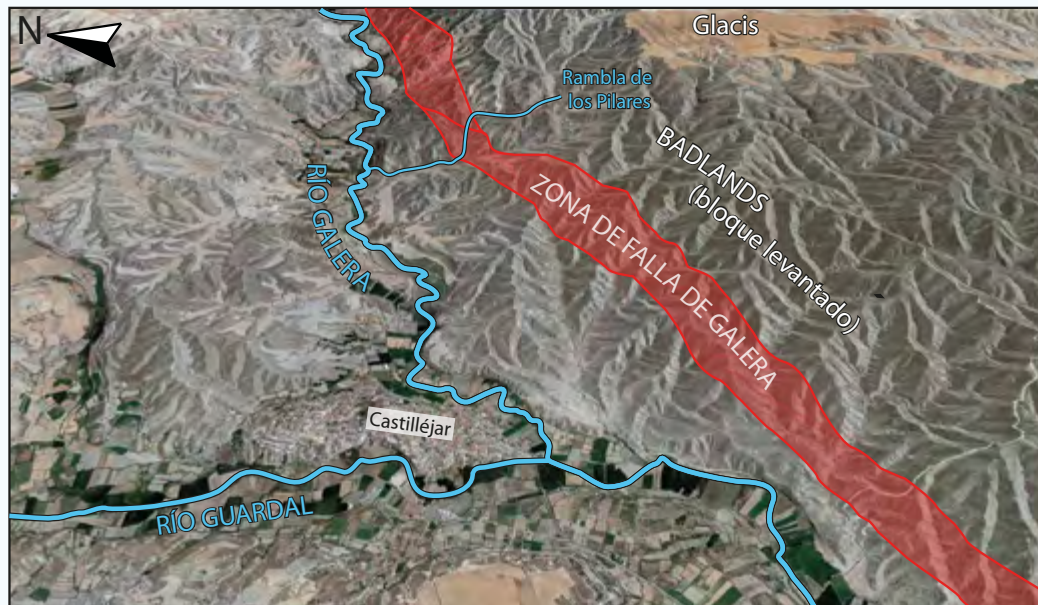 N
Glacis
Rambla de
los Pilares
BADLANDS
(bloque levantado)
RÍO GALERA
ZONA DE FALLA DE GALERA
Castilléjar
RÍO GUARDAL